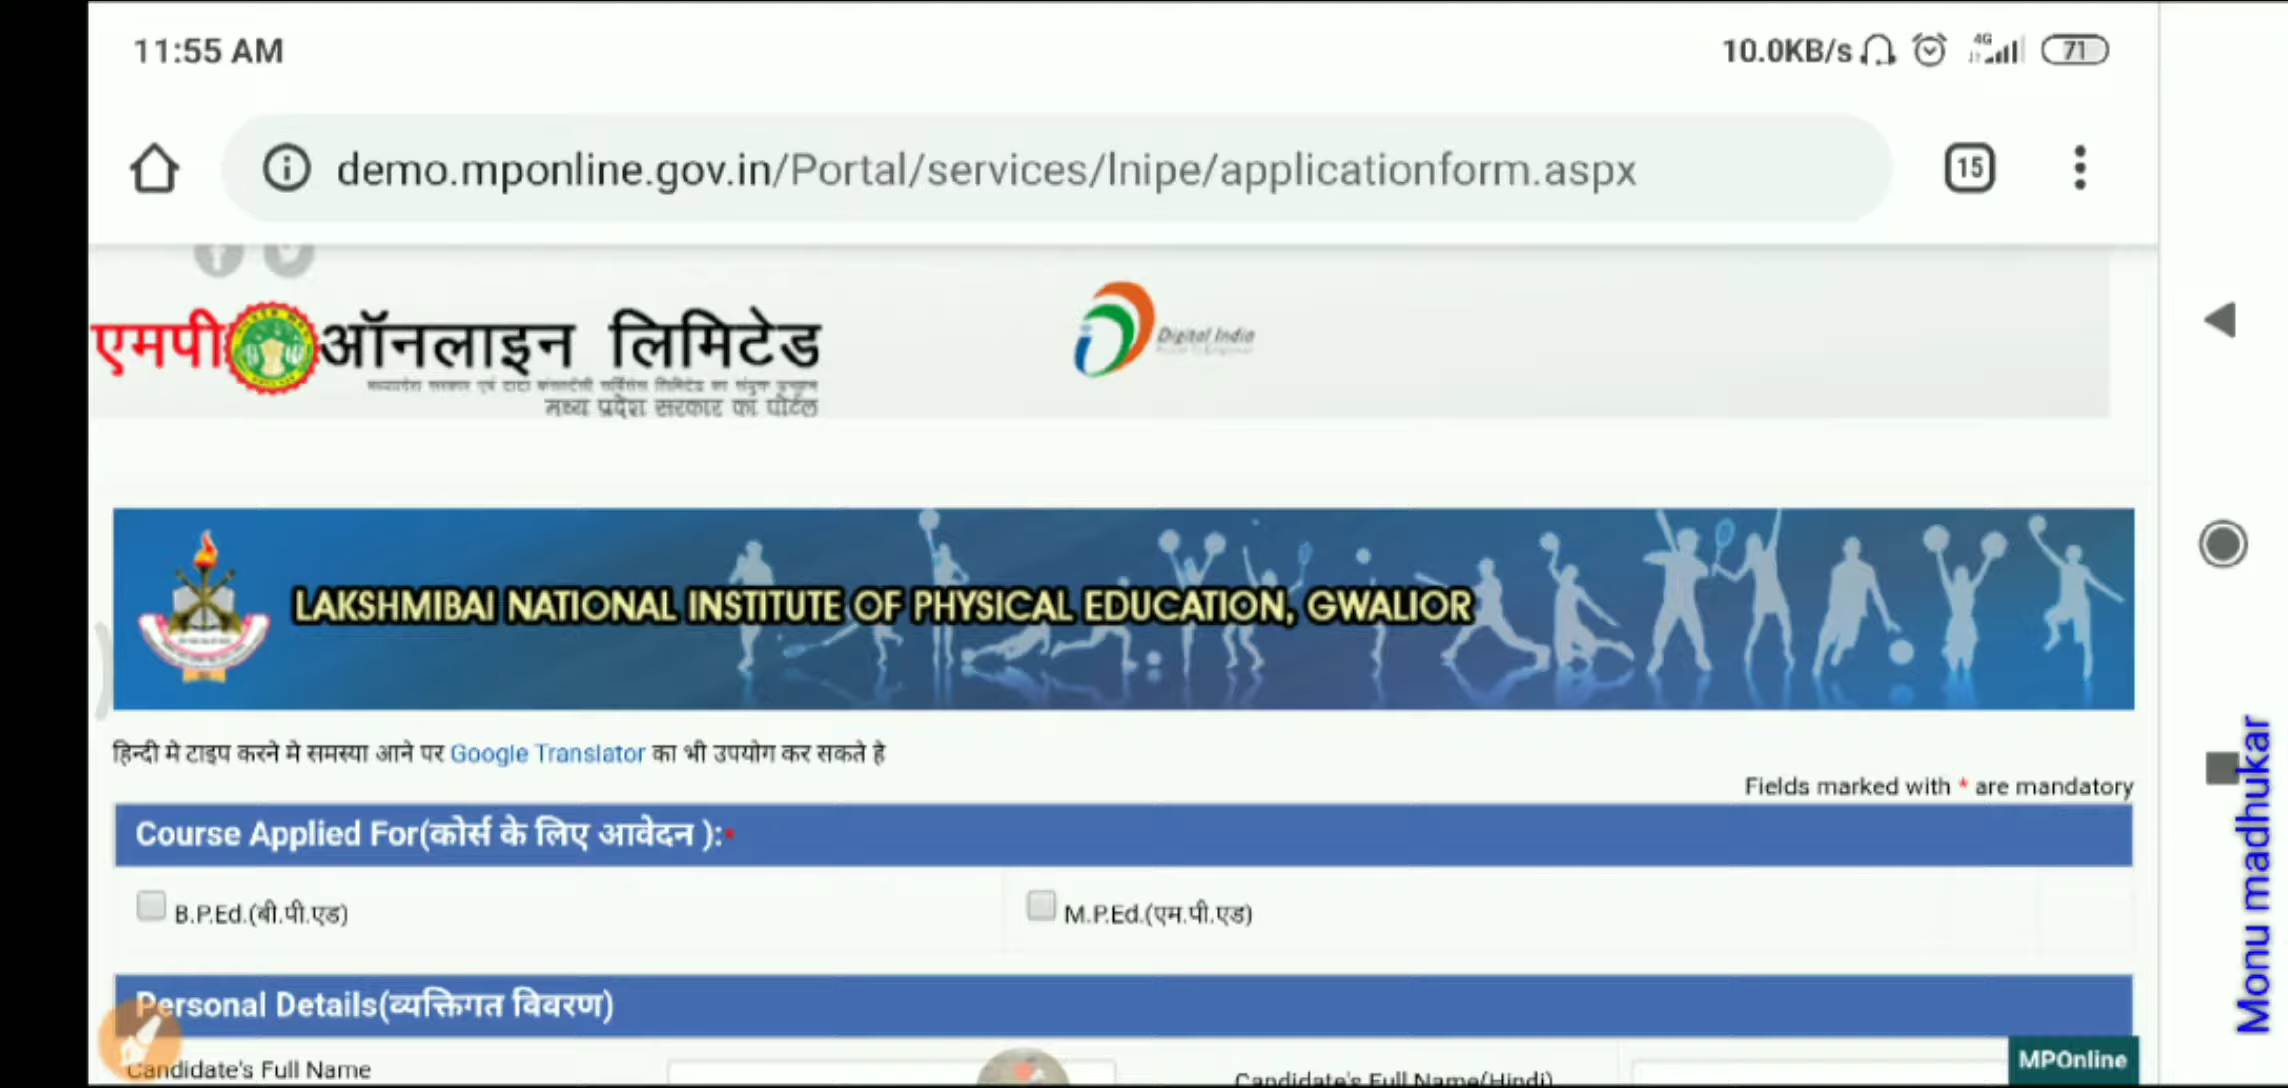 11:55 AM
10.0KB/s 4G 71
demo.mponline.gov.in/Portal/services/lnipe/applicationform.aspx
15
एमपी ऑनलाइन लिमिटेड
Digital India
मध्य प्रदेश सरकार का पोर्टल
LAKSHMIBAI NATIONAL INSTITUTE OF PHYSICAL EDUCATION, GWALIOR
हिन्दी मे टाइप करने मे समस्या आने पर Google Translator का भी उपयोग कर सकते है
Fields marked with * are mandatory
Course Applied For(कोर्स के लिए आवेदन ):*
B.P.Ed.(बी.पी.एड)
M.P.Ed.(एम.पी.एड)
Personal Details(व्यक्तिगत विवरण)
Candidate's Full Name
Candidate's Full Name(Hindi)
MPOnline
Monu madhukar